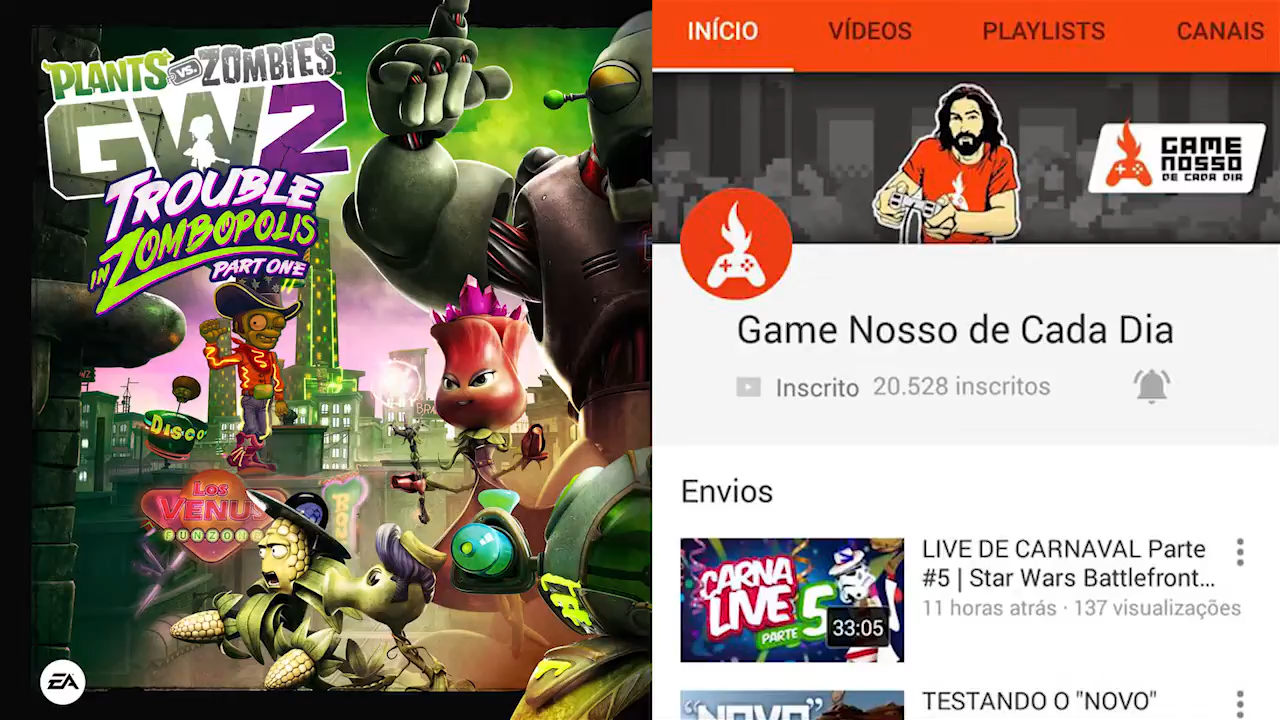 PLANTS VS. ZOMBIES
GW2
TROUBLE
IN ZOMBOPOLIS
PART ONE
DISCO
LOS
VENUS
FUNZONE
EA
INÍCIO
VÍDEOS
PLAYLISTS
CANAIS
GAME
NOSSO
DE CADA DIA
Game Nosso de Cada Dia
Inscrito 20.528 inscritos
Envios
CARNA
LIVE 5
PARTE
33:05
LIVE DE CARNAVAL Parte
#5 | Star Wars Battlefront...
11 horas atrás · 137 visualizações
"NOVO"
TESTANDO O "NOVO"